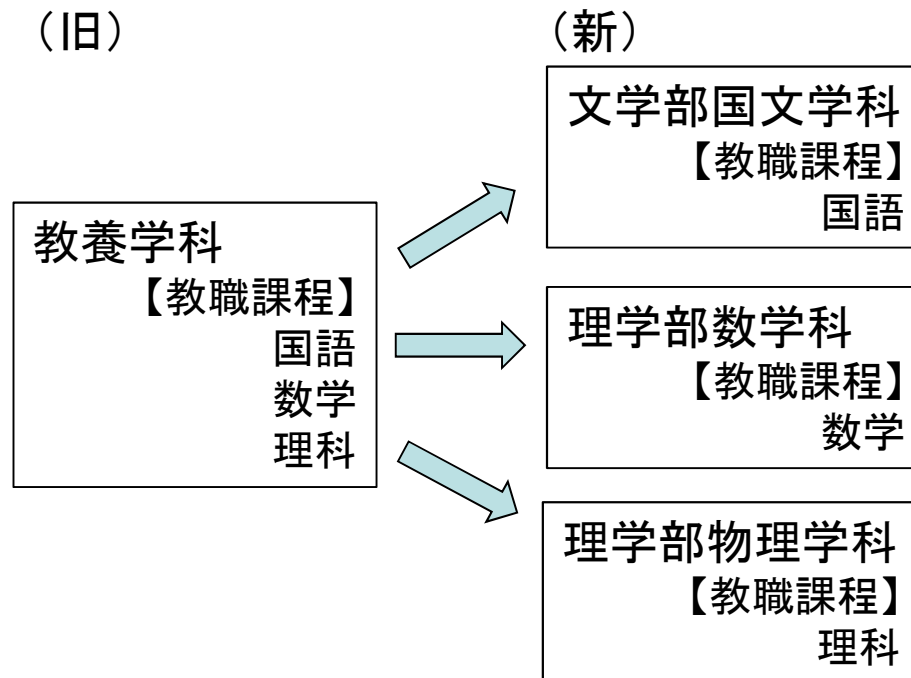 （旧）
教養学科
【教職課程】
国語
数学
理科
（新）
文学部国文学科
【教職課程】
国語
理学部数学科
【教職課程】
数学
理学部物理学科
【教職課程】
理科